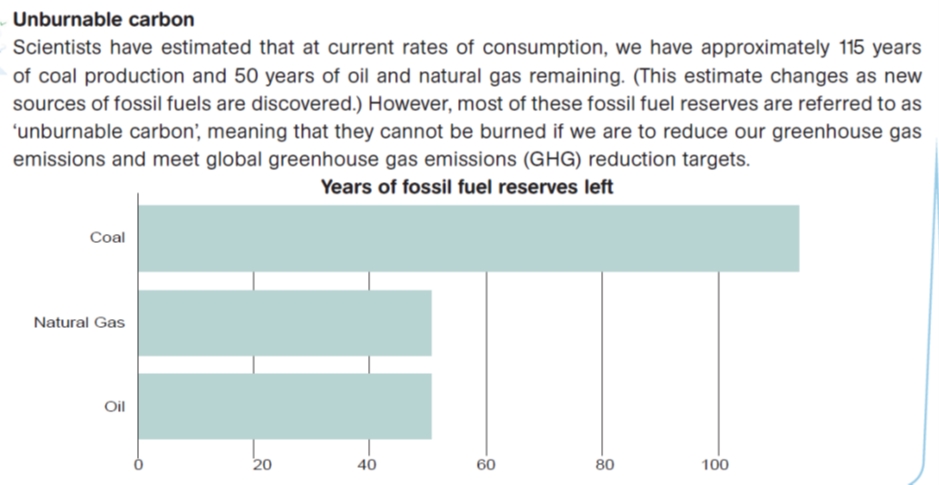 Unburnable carbon
Scientists have estimated that at current rates of consumption, we have approximately 115 years
of coal production and 50 years of oil and natural gas remaining. (This estimate changes as new
sources of fossil fuels are discovered.) However, most of these fossil fuel reserves are referred to as
‘unburnable carbon’, meaning that they cannot be burned if we are to reduce our greenhouse gas
emissions and meet global greenhouse gas emissions (GHG) reduction targets.
Years of fossil fuel reserves left
Coal
Natural Gas
Oil
0 20 40 60 80 100